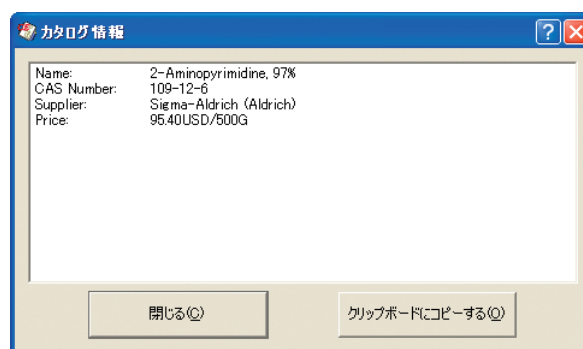 カタログ情報
Name: 2-Aminopyrimidine, 97%
CAS Number: 109-12-6
Supplier: Sigma-Aldrich (Aldrich)
Price: 95.40USD/500G
閉じる(C) クリップボードにコピーする(O)